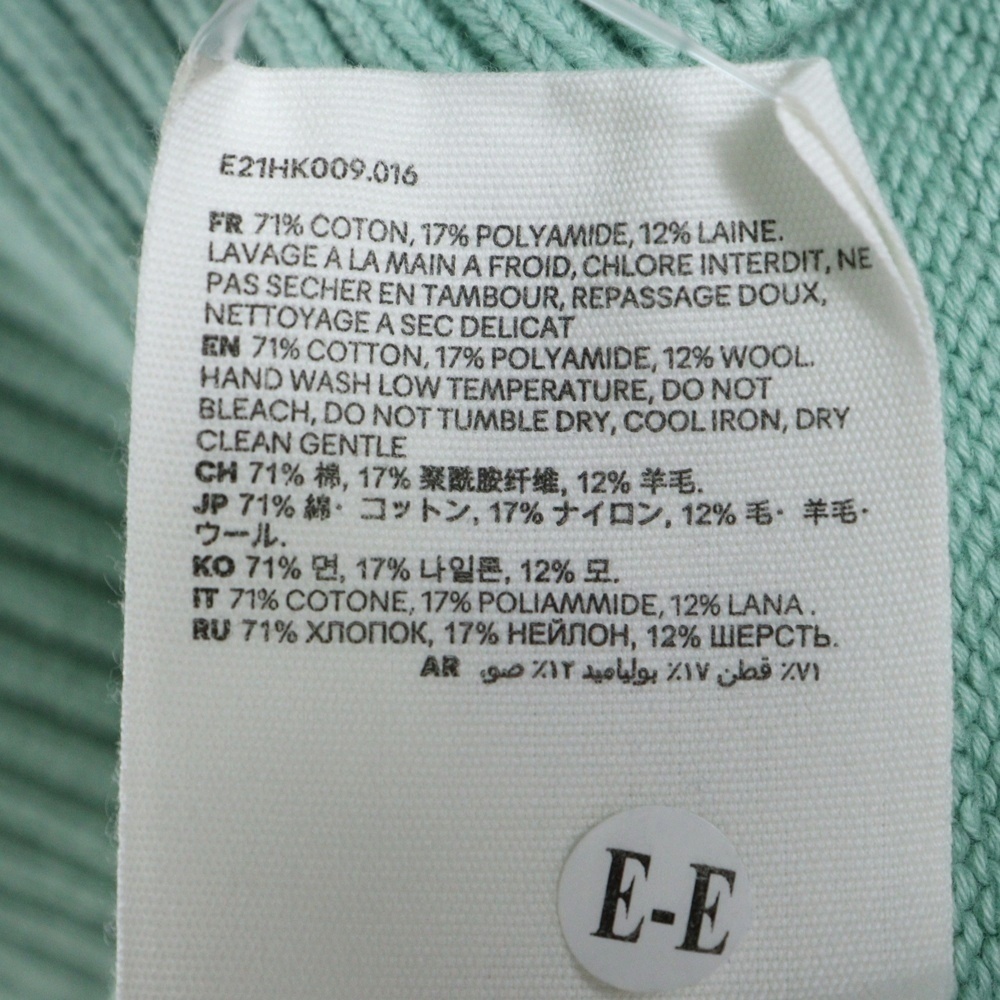 E21HK009.016
FR 71% COTON, 17% POLYAMIDE, 12% LAINE.
LAVAGE A LA MAIN A FROID, CHLORE INTERDIT, NE
PAS SECHER EN TAMBOUR, REPASSAGE DOUX,
NETTOYAGE A SEC DELICAT
EN 71% COTTON, 17% POLYAMIDE, 12% WOOL.
HAND WASH LOW TEMPERATURE, DO NOT
BLEACH, DO NOT TUMBLE DRY, COOL IRON, DRY
CLEAN GENTLE
CH 71% 棉, 17% 聚酰胺纤维, 12% 羊毛.
JP 71% 綿· コットン, 17% ナイロン, 12% 毛· 羊毛·
ウール.
KO 71% 면, 17% 나일론, 12% 모.
IT 71% COTONE, 17% POLIAMMIDE, 12% LANA .
RU 71% ХЛОПОК, 17% НЕЙЛОН, 12% ШЕРСТЬ.
AR ٧١٪ قطن ١٧٪ بولياميد ١٢٪ صو.
E-E